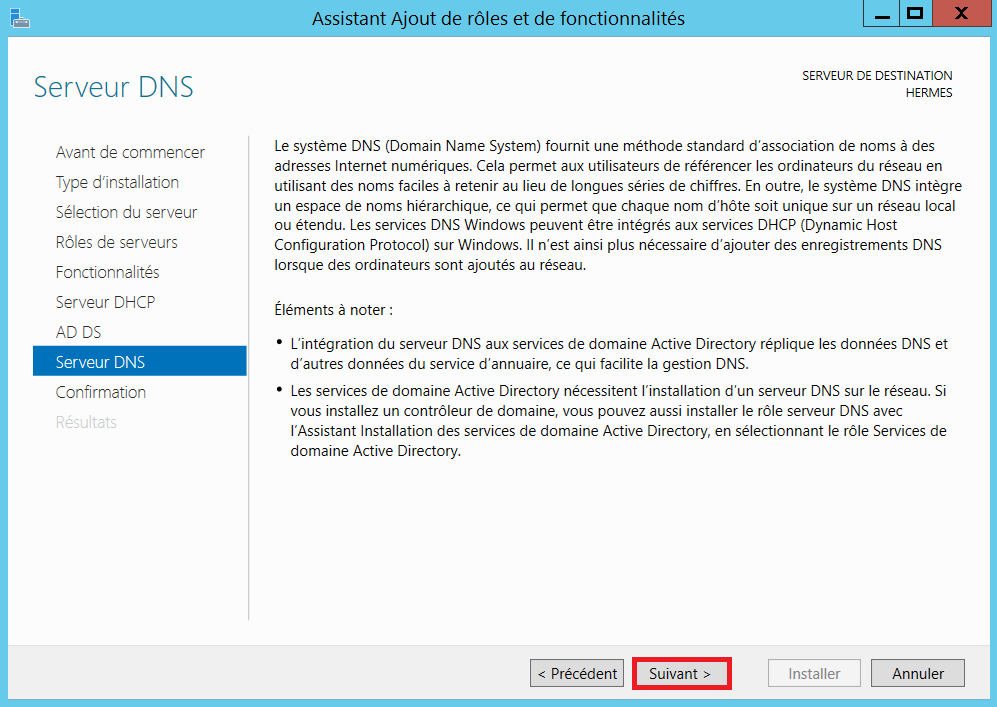 Assistant Ajout de rôles et de fonctionnalités
Serveur DNS
SERVEUR DE DESTINATION
HERMES
Avant de commencer
Type d'installation
Sélection du serveur
Rôles de serveurs
Fonctionnalités
Serveur DHCP
AD DS
Serveur DNS
Confirmation
Résultats
Le système DNS (Domain Name System) fournit une méthode standard d'association de noms à des
adresses Internet numériques. Cela permet aux utilisateurs de référencer les ordinateurs du réseau en
utilisant des noms faciles à retenir au lieu de longues séries de chiffres. En outre, le système DNS intègre
un espace de noms hiérarchique, ce qui permet que chaque nom d'hôte soit unique sur un réseau local
ou étendu. Les services DNS Windows peuvent être intégrés aux services DHCP (Dynamic Host
Configuration Protocol) sur Windows. Il n'est ainsi plus nécessaire d'ajouter des enregistrements DNS
lorsque des ordinateurs sont ajoutés au réseau.
Éléments à noter :
• L'intégration du serveur DNS aux services de domaine Active Directory réplique les données DNS et
d'autres données du service d'annuaire, ce qui facilite la gestion DNS.
• Les services de domaine Active Directory nécessitent l'installation d'un serveur DNS sur le réseau. Si
vous installez un contrôleur de domaine, vous pouvez aussi installer le rôle serveur DNS avec
l'Assistant Installation des services de domaine Active Directory, en sélectionnant le rôle Services de
domaine Active Directory.
< Précédent
Suivant >
Installer
Annuler